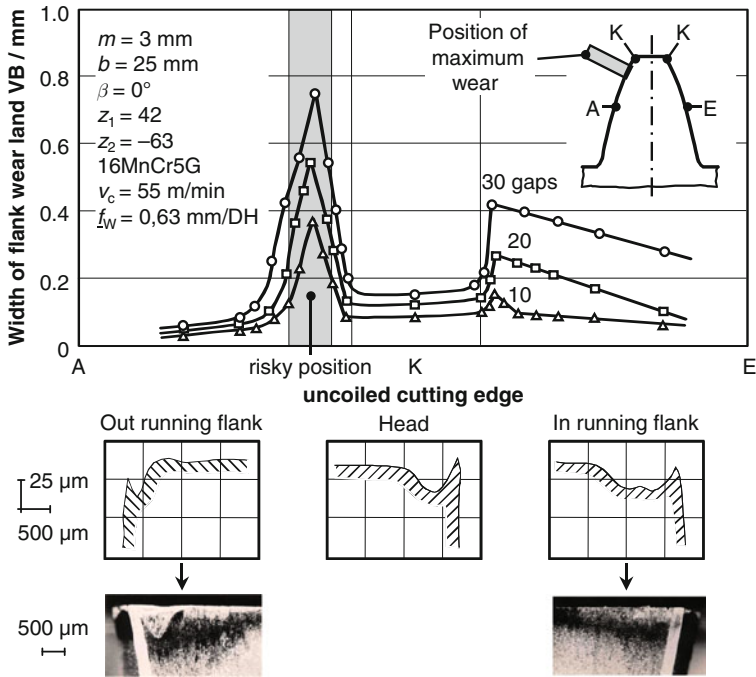 Width of flank wear land VB / mm
1.0
0.8
0.6
0.4
0.2
0
m = 3 mm
b = 25 mm
β = 0°
z1 = 42
z2 = –63
16MnCr5G
vc = 55 m/min
fW = 0,63 mm/DH
Position of
maximum
wear
K K
A E
30 gaps
20
10
A risky position K E
uncoiled cutting edge
Out running flank Head In running flank
25 µm
500 µm
500 µm